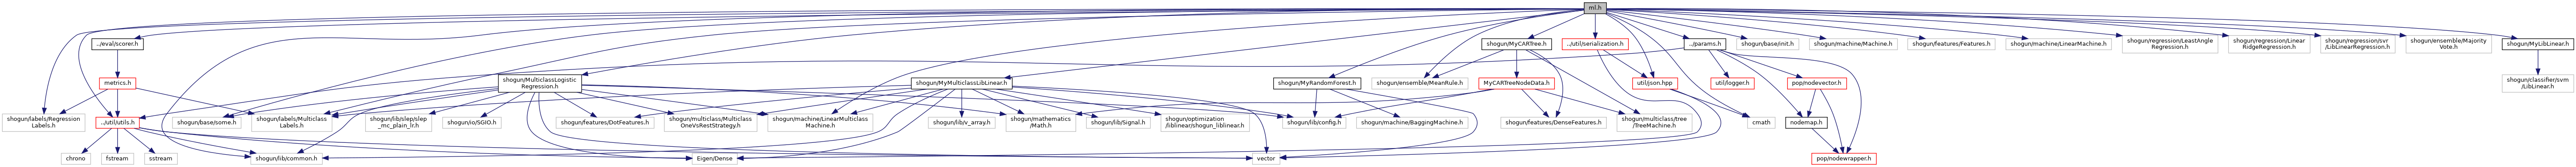 ml.h
../eval/scorer.h
shogun/MyCARTree.h
../util/serialization.h
../params.h
shogun/base/init.h
shogun/machine/Machine.h
shogun/features/Features.h
shogun/machine/LinearMachine.h
shogun/regression/LeastAngle
Regression.h
shogun/regression/Linear
RidgeRegression.h
shogun/regression/svr
/LibLinearRegression.h
shogun/ensemble/Majority
Vote.h
shogun/MyLibLinear.h
metrics.h
shogun/MulticlassLogistic
Regression.h
shogun/MyMulticlassLibLinear.h
shogun/MyRandomForest.h
shogun/ensemble/MeanRule.h
MyCARTreeNodeData.h
util/json.hpp
util/logger.h
pop/nodevector.h
shogun/classifier/svm
/LibLinear.h
shogun/labels/Regression
Labels.h
../util/utils.h
shogun/base/some.h
shogun/labels/Multiclass
Labels.h
shogun/lib/slep/slep
_mc_plain_lr.h
shogun/io/SGIO.h
shogun/features/DotFeatures.h
shogun/multiclass/Multiclass
OneVsRestStrategy.h
shogun/machine/LinearMulticlass
Machine.h
shogun/lib/v_array.h
shogun/mathematics
/Math.h
shogun/lib/Signal.h
shogun/optimization
/liblinear/shogun_liblinear.h
shogun/lib/config.h
shogun/machine/BaggingMachine.h
shogun/features/DenseFeatures.h
shogun/multiclass/tree
/TreeMachine.h
cmath
nodemap.h
chrono
fstream
sstream
shogun/lib/common.h
Eigen/Dense
vector
pop/nodewrapper.h